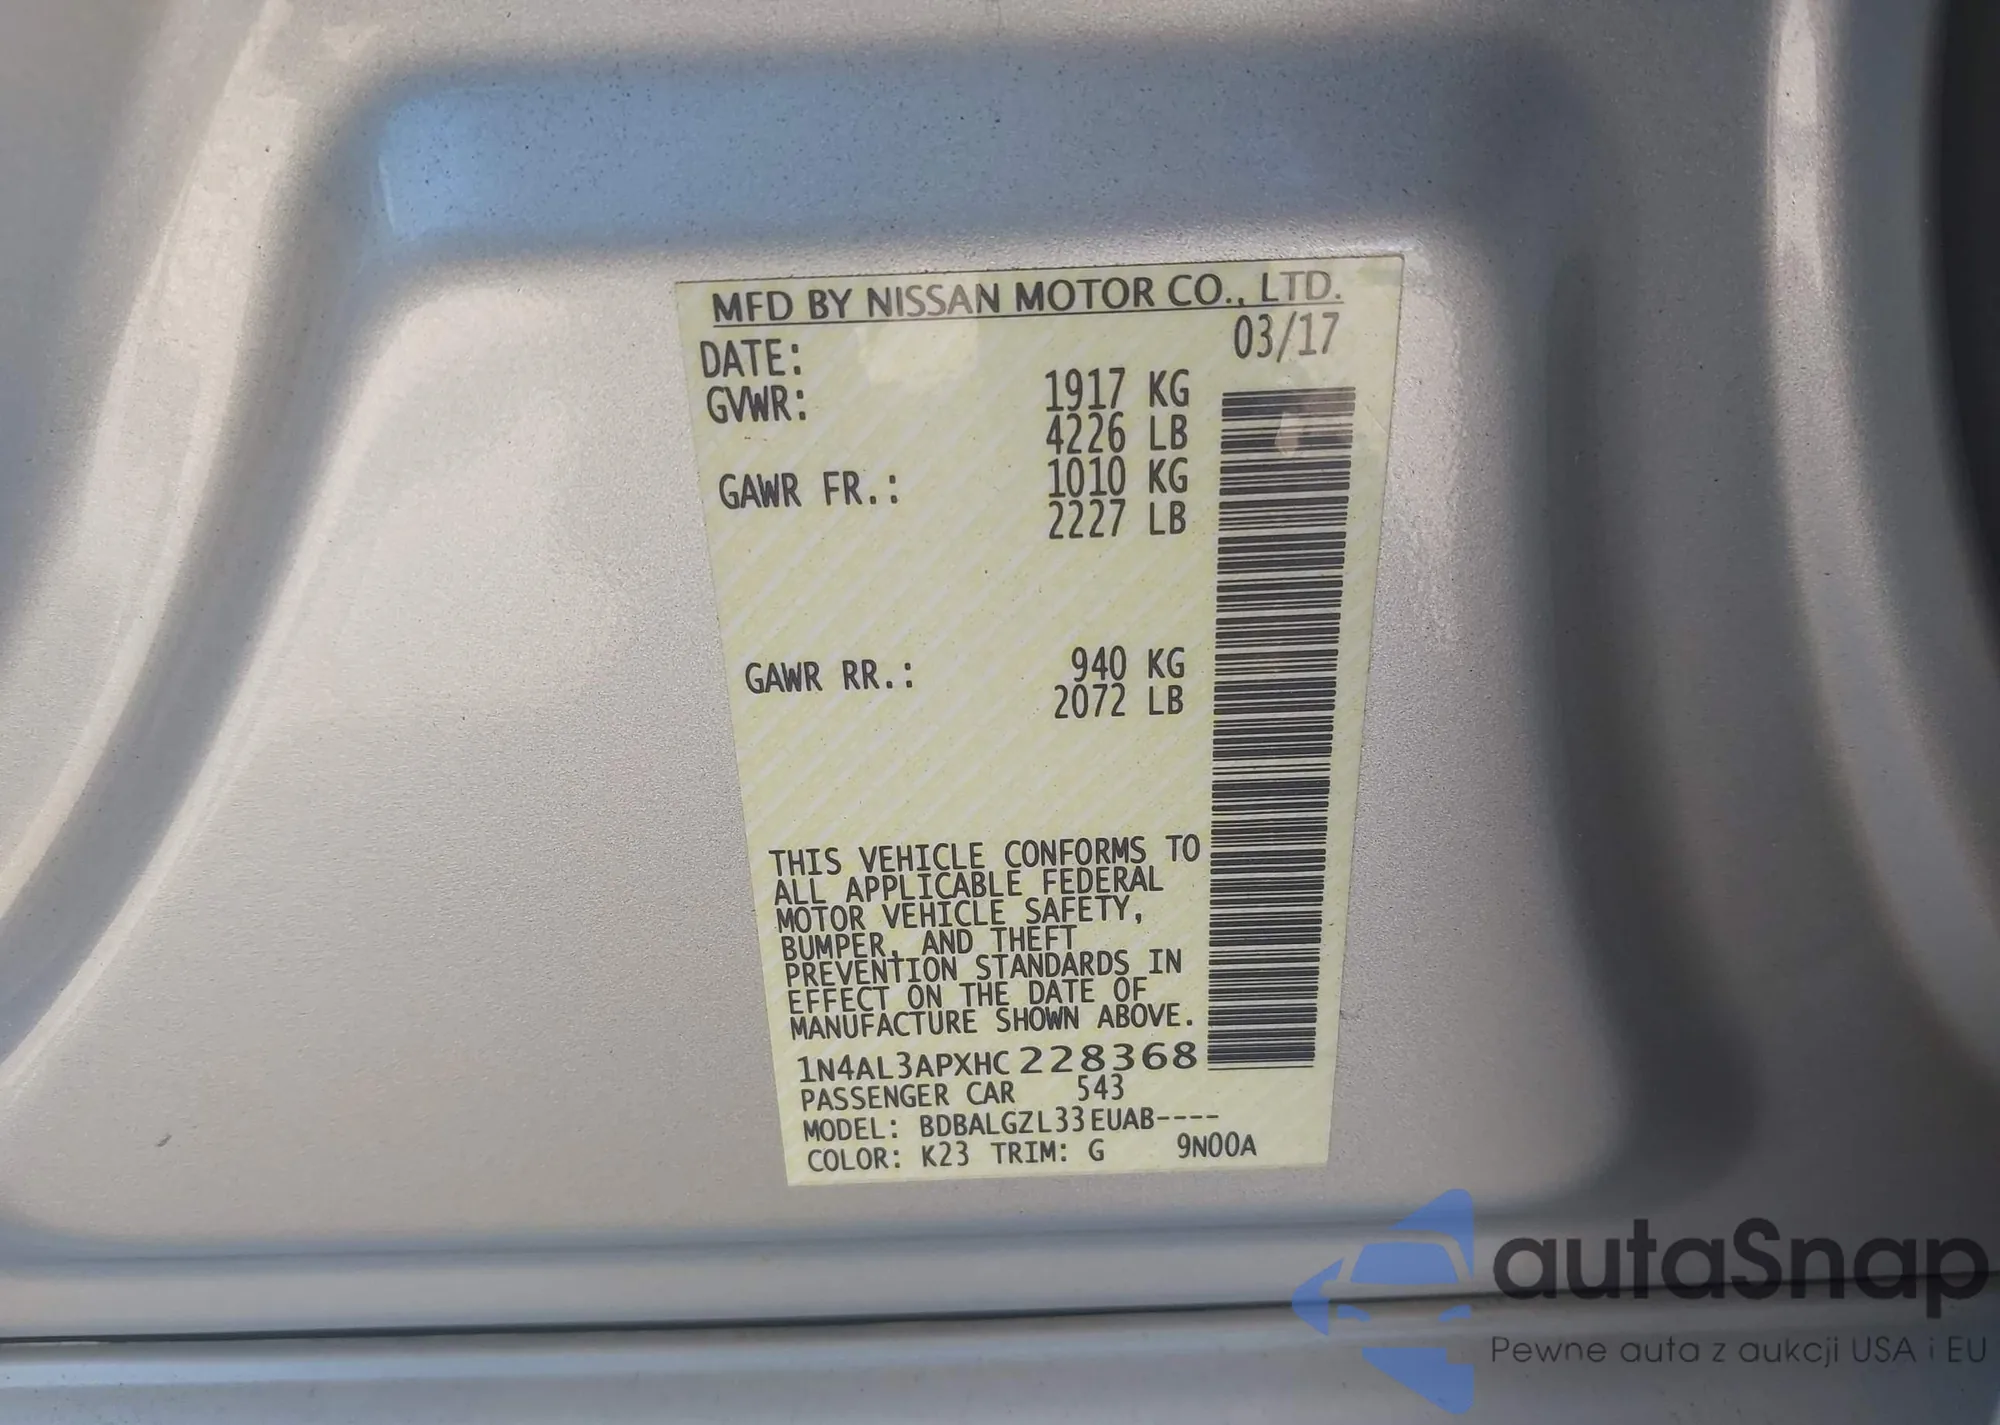 MFD BY NISSAN MOTOR CO., LTD.
DATE: 03/17
GVWR: 1917 KG
4226 LB
GAWR FR.: 1010 KG
2227 LB
GAWR RR.: 940 KG
2072 LB
THIS VEHICLE CONFORMS TO
ALL APPLICABLE FEDERAL
MOTOR VEHICLE SAFETY,
BUMPER, AND THEFT
PREVENTION STANDARDS IN
EFFECT ON THE DATE OF
MANUFACTURE SHOWN ABOVE.
1N4AL3APXHC228368
PASSENGER CAR 543
MODEL: BDBALGZL33EUAB----
COLOR: K23 TRIM: G 9N00A
autaSnap
Pewne auta z aukcji USA i EU